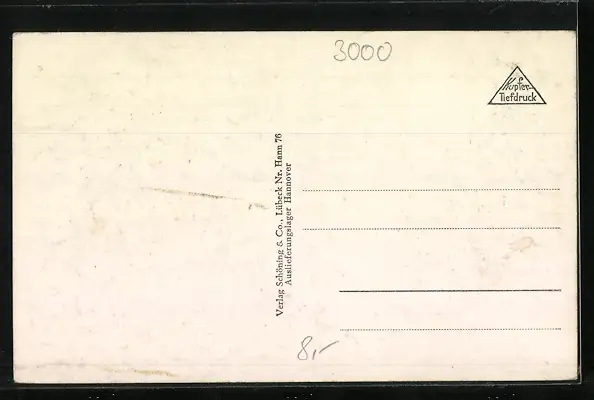 3000
Kupfer-
Tiefdruck
Verlag Schöning & Co., Lübeck Nr. Hann 76
Auslieferungslager Hannover
8,-